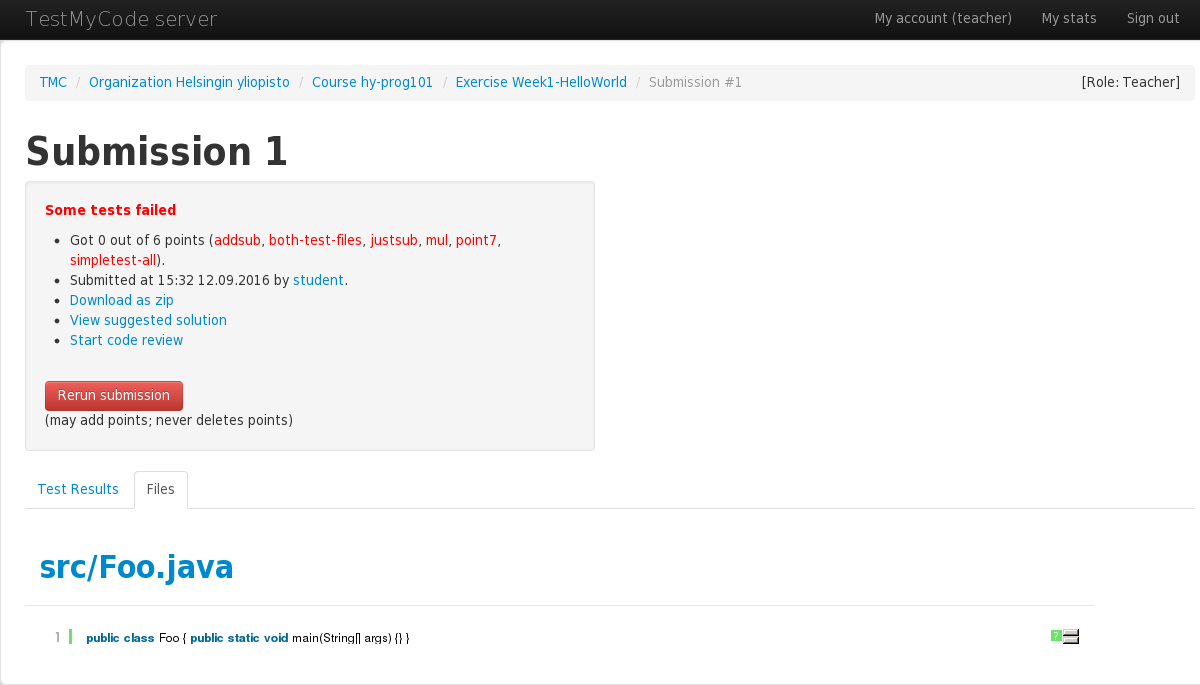 TestMyCode server
My account (teacher) My stats Sign out
TMC / Organization Helsingin yliopisto / Course hy-prog101 / Exercise Week1-HelloWorld / Submission #1 [Role: Teacher]
Submission 1
Some tests failed
Got 0 out of 6 points (addsub, both-test-files, justsub, mul, point7,
simpletest-all).
Submitted at 15:32 12.09.2016 by student.
Download as zip
View suggested solution
Start code review
Rerun submission
(may add points; never deletes points)
Test Results Files
src/Foo.java
1 public class Foo { public static void main(String[] args) {} }
?